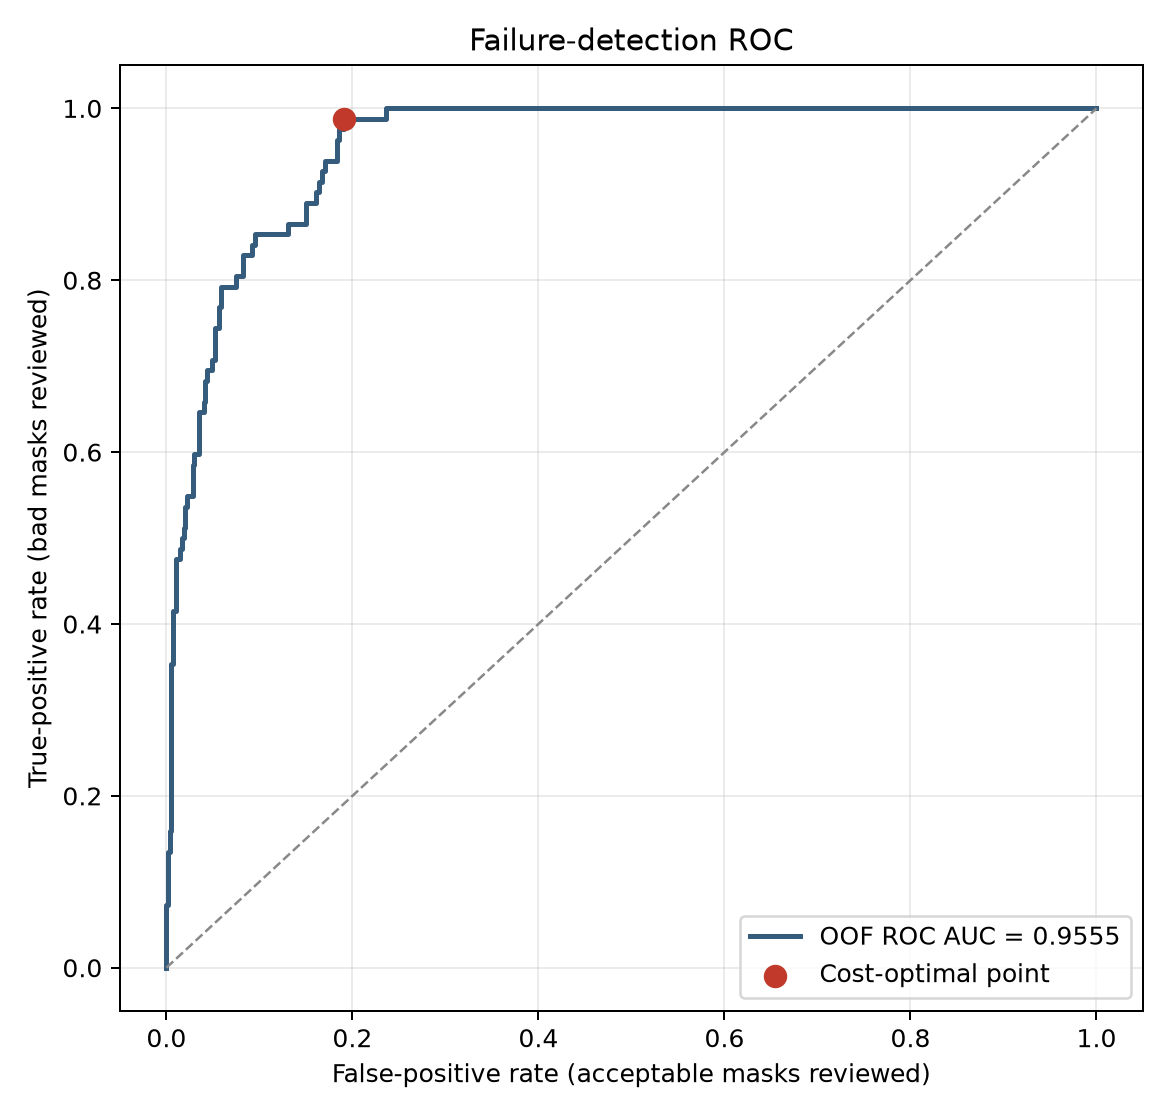 Failure-detection ROC
1.0
0.8
0.6
0.4
0.2
0.0
True-positive rate (bad masks reviewed)
OOF ROC AUC = 0.9555
Cost-optimal point
0.0 0.2 0.4 0.6 0.8 1.0
False-positive rate (acceptable masks reviewed)